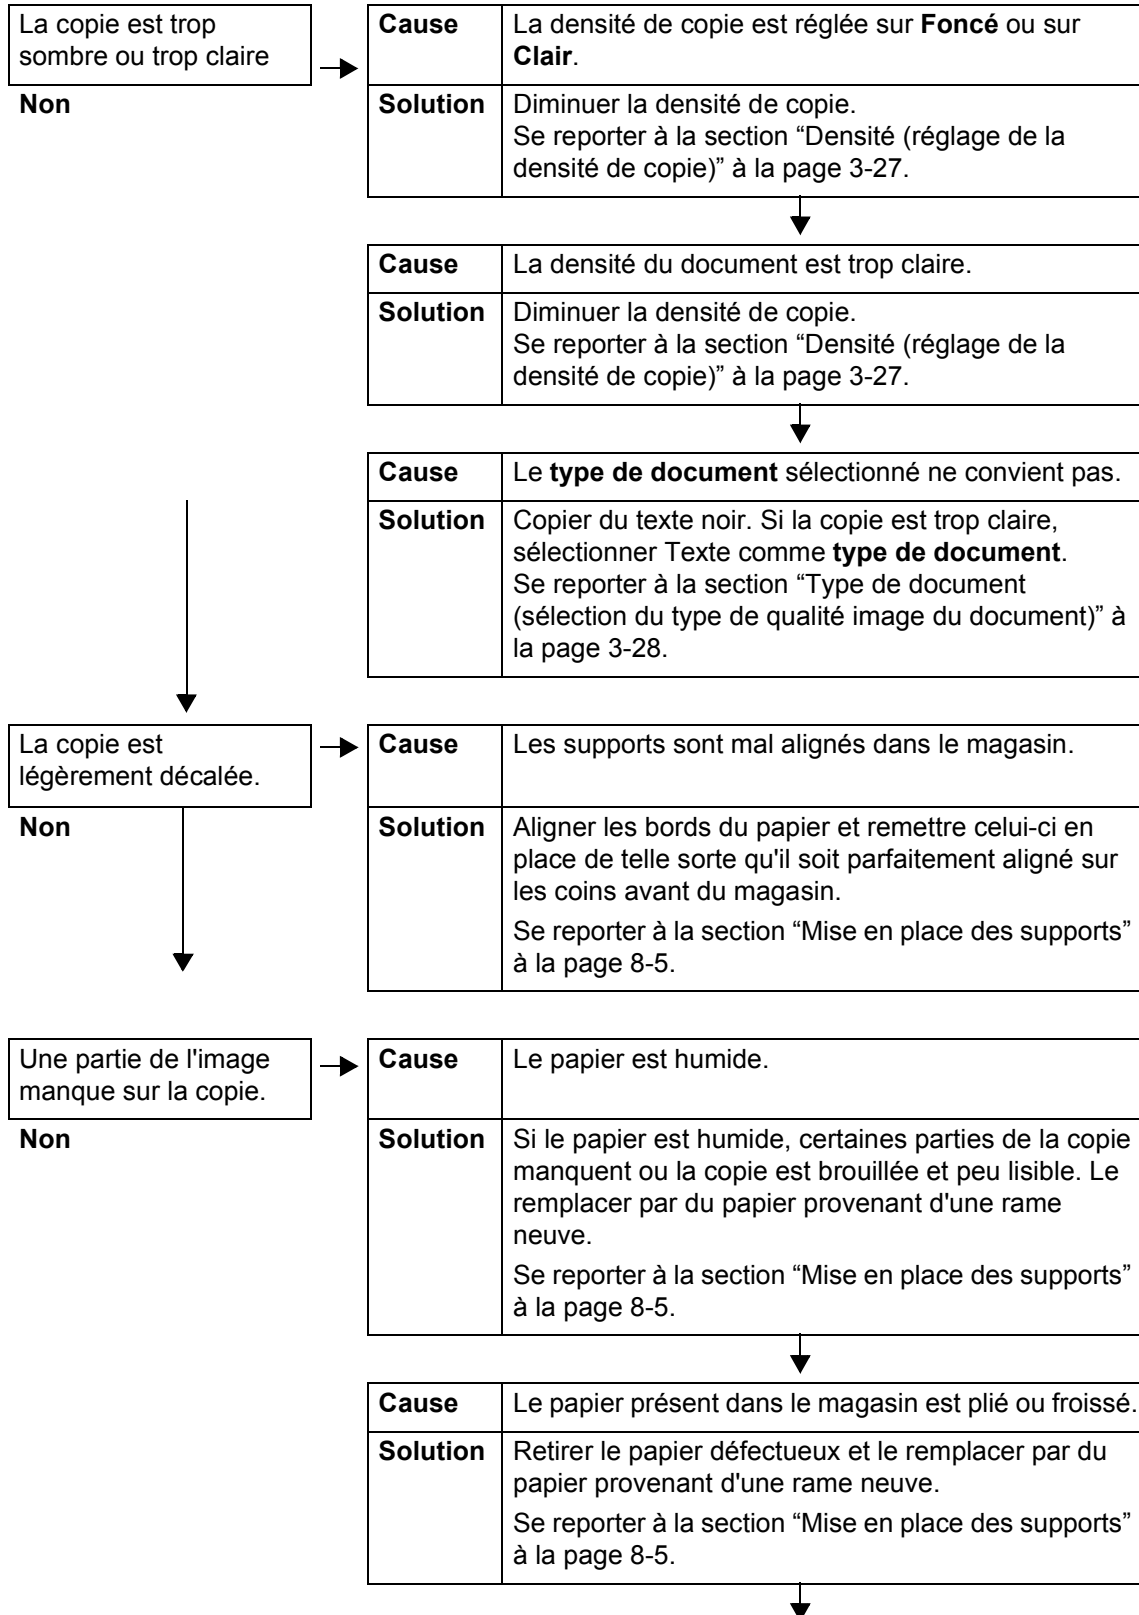 La copie est trop
sombre ou trop claire
Cause
La densité de copie est réglée sur Foncé ou sur
Clair.
Non
Solution
Diminuer la densité de copie.
Se reporter à la section “Densité (réglage de la
densité de copie)” à la page 3-27.
Cause
La densité du document est trop claire.
Solution
Diminuer la densité de copie.
Se reporter à la section “Densité (réglage de la
densité de copie)” à la page 3-27.
Cause
Le type de document sélectionné ne convient pas.
Solution
Copier du texte noir. Si la copie est trop claire,
sélectionner Texte comme type de document.
Se reporter à la section “Type de document
(sélection du type de qualité image du document)” à
la page 3-28.
La copie est
légèrement décalée.
Cause
Les supports sont mal alignés dans le magasin.
Non
Solution
Aligner les bords du papier et remettre celui-ci en
place de telle sorte qu'il soit parfaitement aligné sur
les coins avant du magasin.
Se reporter à la section “Mise en place des supports”
à la page 8-5.
Une partie de l'image
manque sur la copie.
Cause
Le papier est humide.
Non
Solution
Si le papier est humide, certaines parties de la copie
manquent ou la copie est brouillée et peu lisible. Le
remplacer par du papier provenant d'une rame
neuve.
Se reporter à la section “Mise en place des supports”
à la page 8-5.
Cause
Le papier présent dans le magasin est plié ou froissé.
Solution
Retirer le papier défectueux et le remplacer par du
papier provenant d'une rame neuve.
Se reporter à la section “Mise en place des supports”
à la page 8-5.